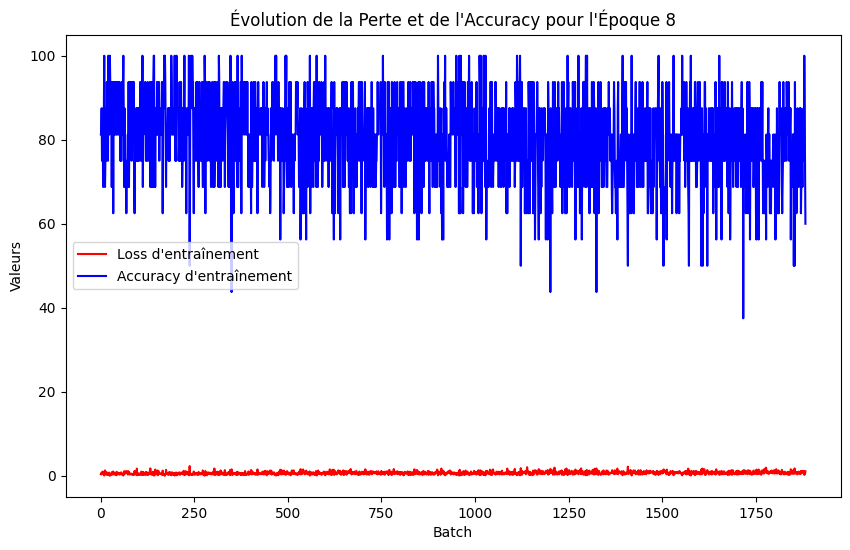 Évolution de la Perte et de l'Accuracy pour l'Époque 8
Valeurs
100
80
60
40
20
0
Loss d'entraînement
Accuracy d'entraînement
0 250 500 750 1000 1250 1500 1750
Batch